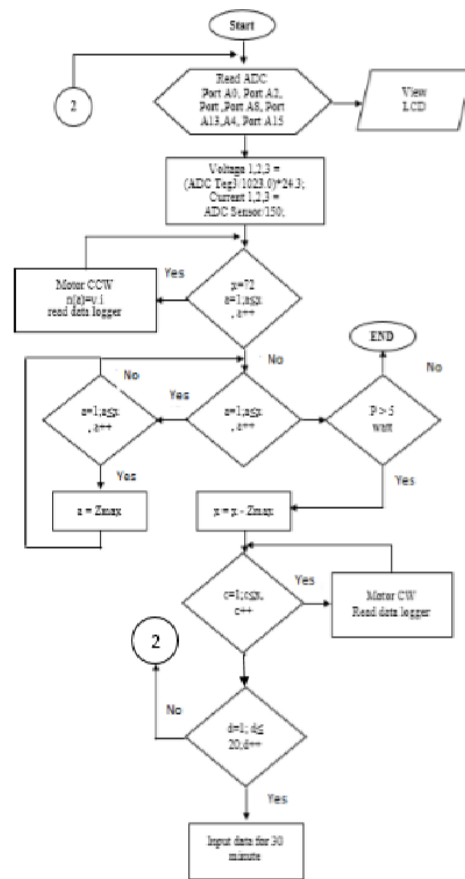 Start
2
Read ADC
Port A0, Port A2,
Port ,Port A8, Port
A13,A4, Port A15
View
LCD
Voltage 1,2,3 =
(ADC Teg3/1023.0)*24.3;
Current 1,2,3 =
ADC Sensor/150;
Yes
Motor CCW
n(a)=v.i
read data logger
x=72
a=1,a≤x
, a++
END
No
No
No
a=1,a≤x
, a++
Yes
a=1,a≤x
, a++
P > 5
watt
Yes
Yes
a = Zmax
x = x - Zmax
Yes
c=1;c≤x,
c++
Motor CW
Read data logger
2
No
d=1; d≤
20;d++
Yes
Input data for 30
minute